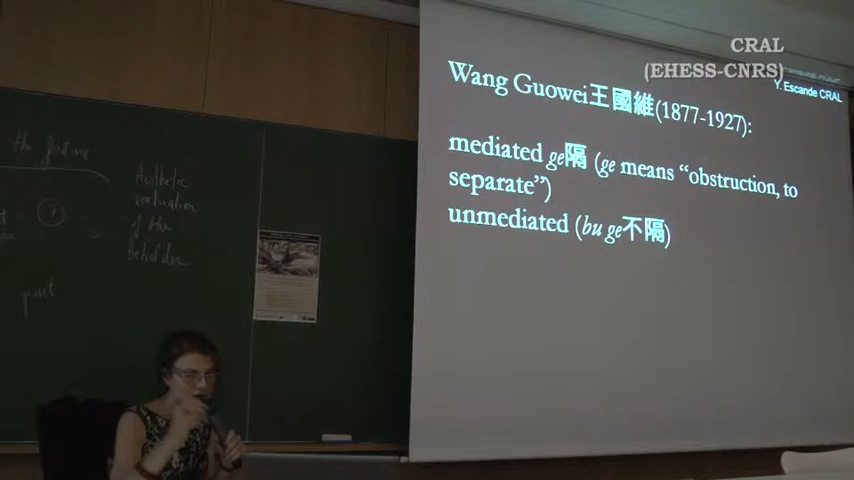 CRAL
(EHESS-CNRS)
Y. Escande CRAL
Wang Guowei王國維(1877-1927):
mediated ge隔 (ge means “obstruction, to
separate”)
unmediated (bu ge不隔)
the
?
Aesthetic
evaluation
of the
Beholder
part